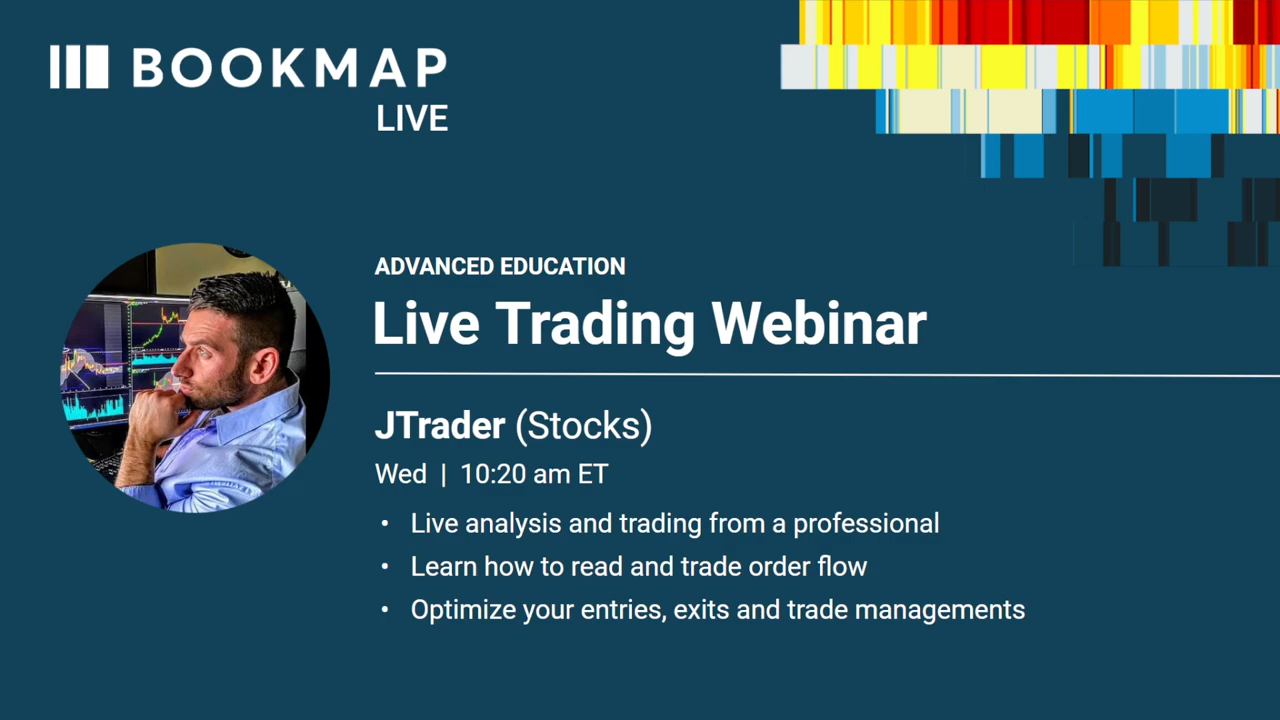 BOOKMAP
LIVE
ADVANCED EDUCATION
Live Trading Webinar
JTrader (Stocks)
Wed | 10:20 am ET
• Live analysis and trading from a professional
• Learn how to read and trade order flow
• Optimize your entries, exits and trade managements